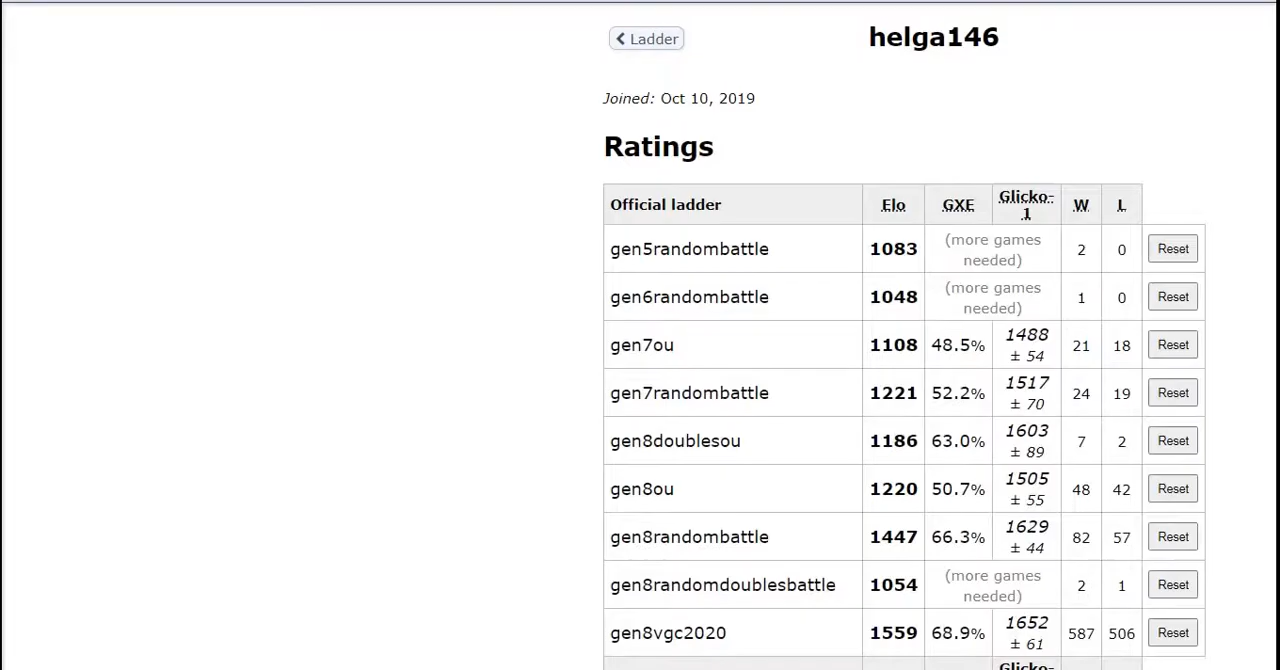 Ladder
helga146
Joined: Oct 10, 2019
Ratings
Official ladder Elo GXE Glicko-1 W L
gen5randombattle 1083 (more games needed) 2 0 Reset
gen6randombattle 1048 (more games needed) 1 0 Reset
gen7ou 1108 48.5% 1488 ± 54 21 18 Reset
gen7randombattle 1221 52.2% 1517 ± 70 24 19 Reset
gen8doublesou 1186 63.0% 1603 ± 89 7 2 Reset
gen8ou 1220 50.7% 1505 ± 55 48 42 Reset
gen8randombattle 1447 66.3% 1629 ± 44 82 57 Reset
gen8randomdoublesbattle 1054 (more games needed) 2 1 Reset
gen8vgc2020 1559 68.9% 1652 ± 61 587 506 Reset
Glicko-